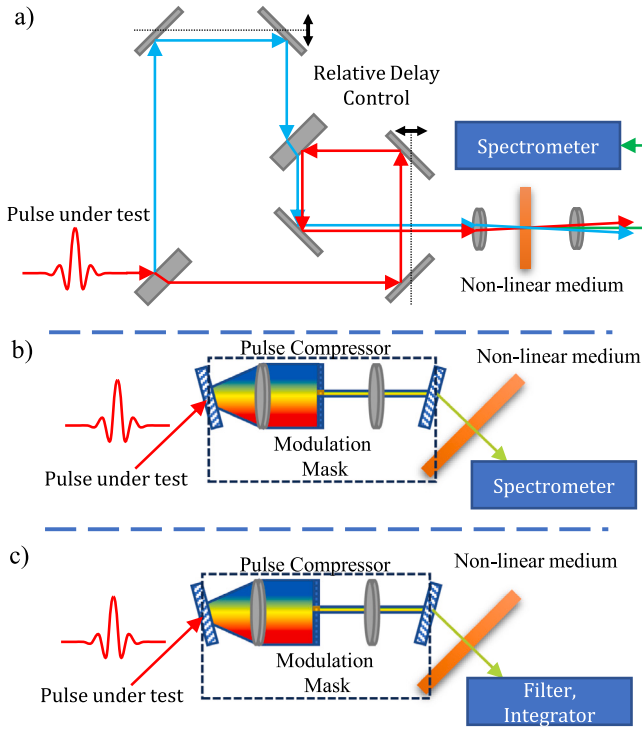 a)
Relative Delay
Control
Spectrometer
Pulse under test
Non-linear medium
b)
Pulse Compressor
Non-linear medium
Modulation
Mask
Pulse under test
Spectrometer
c)
Pulse Compressor
Non-linear medium
Modulation
Mask
Pulse under test
Filter,
Integrator